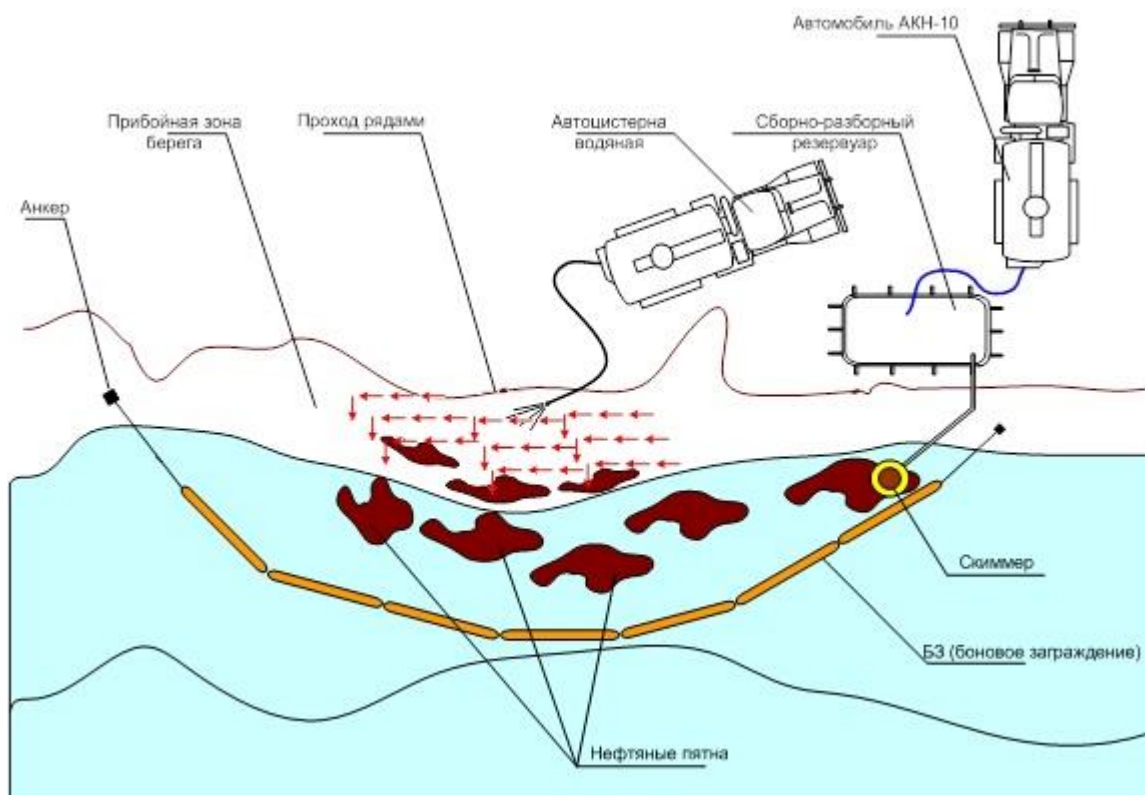 Автомобиль АКН-10
Прибойная зона
берега
Проход рядами
Автоцистерна
водяная
Сборно-разборный
резервуар
Анкер
Скиммер
БЗ (боновое заграждение)
Нефтяные пятна